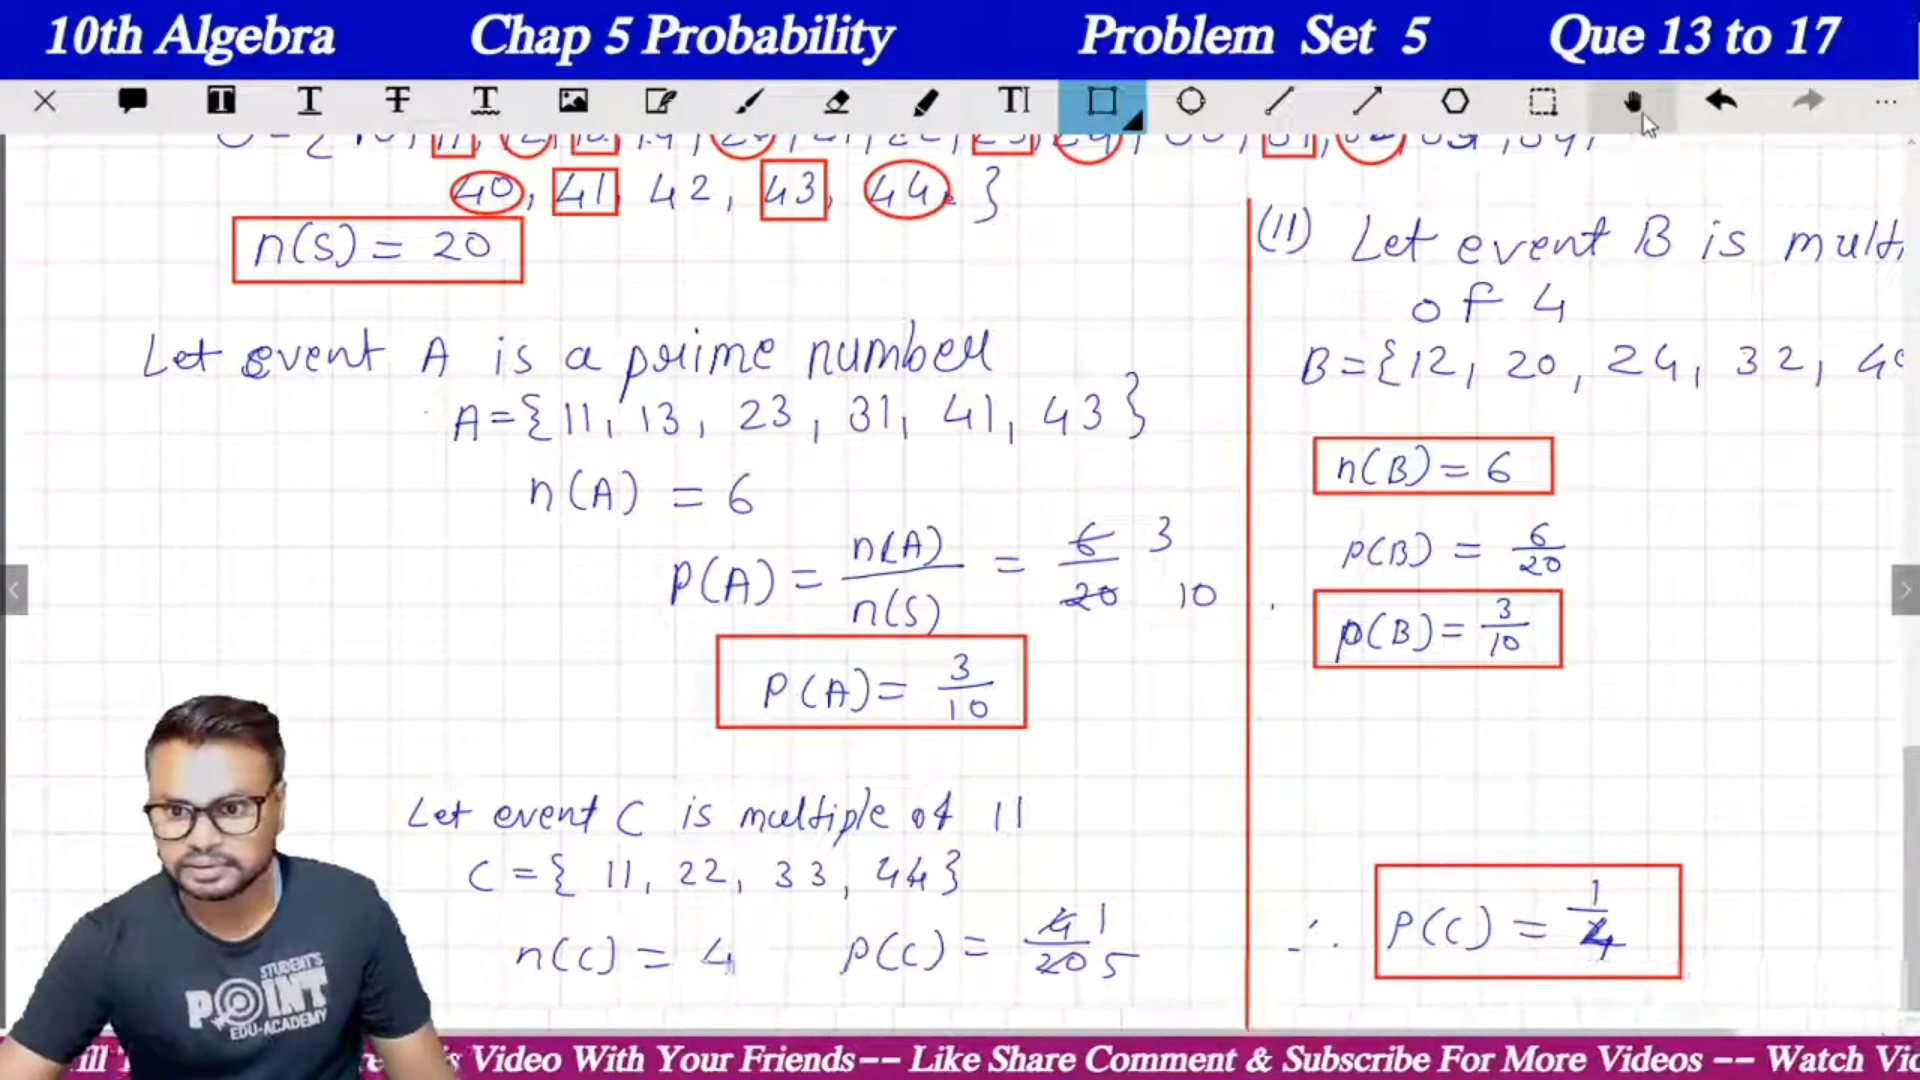 10th Algebra Chap 5 Probability Problem Set 5 Que 13 to 17
40, 41, 42, 43, 44. }
n(S) = 20
Let event A is a prime number
A={11, 13, 23, 31, 41, 43}
n(A) = 6
P(A) = n(A)/n(S) = 6/20 3 10
P(A) = 3/10
(II) Let event B is multi
of 4
B={12, 20, 24, 32, 40
n(B) = 6
P(B) = 6/20
P(B) = 3/10
Let event C is multiple of 11
C = { 11, 22, 33, 44}
n(C) = 4 P(C) = 4/20 1 5
∴ P(C) = 1/4
STUDENT'S
POINT
EDU-ACADEMY
Video With Your Friends-- Like Share Comment & Subscribe For More Videos -- Watch